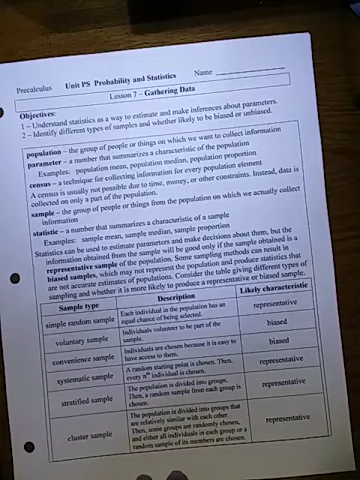 Precalculus Unit PS Probability and Statistics Name
Lesson 7 – Gathering Data
Objectives:
1 – Understand statistics as a way to estimate and make inferences about parameters.
2 – Identify different types of samples and whether likely to be biased or unbiased.
population – the group of people or things on which we want to collect information
parameter – a number that summarizes a characteristic of the population
Examples: population mean, population median, population proportion
census – a technique for collecting information for every population element
A census is usually not possible due to time, money, or other constraints. Instead, data is
collected on only a part of the population.
sample – the group of people or things from the population on which we actually collect
information
statistic – a number that summarizes a characteristic of a sample
Examples: sample mean, sample median, sample proportion
Statistics can be used to estimate parameters and make decisions about them, but the
information obtained from the sample will be good only if the sample obtained is a
representative sample of the population. Some sampling methods can result in
biased samples, which may not represent the population and produce statistics that
are not accurate estimates of population. Consider the table giving different types of
sampling and whether it is more likely to produce a representative or biased sample.
Sample type Description Likely characteristic
simple random sample Each individual in the population has an equal chance of being selected. representative
voluntary sample Individuals volunteer to be part of the sample. biased
convenience sample Individuals are chosen because it is easy to have access to them. biased
systematic sample A random starting point is chosen. Then, every nth individual is chosen. representative
stratified sample The population is divided into groups. Then, a random sample from each group is chosen. representative
cluster sample The population is divided into groups that are relatively similar with each other. Then, some groups are randomly chosen, and either all individuals in each group or a random sample of its members are chosen. representative